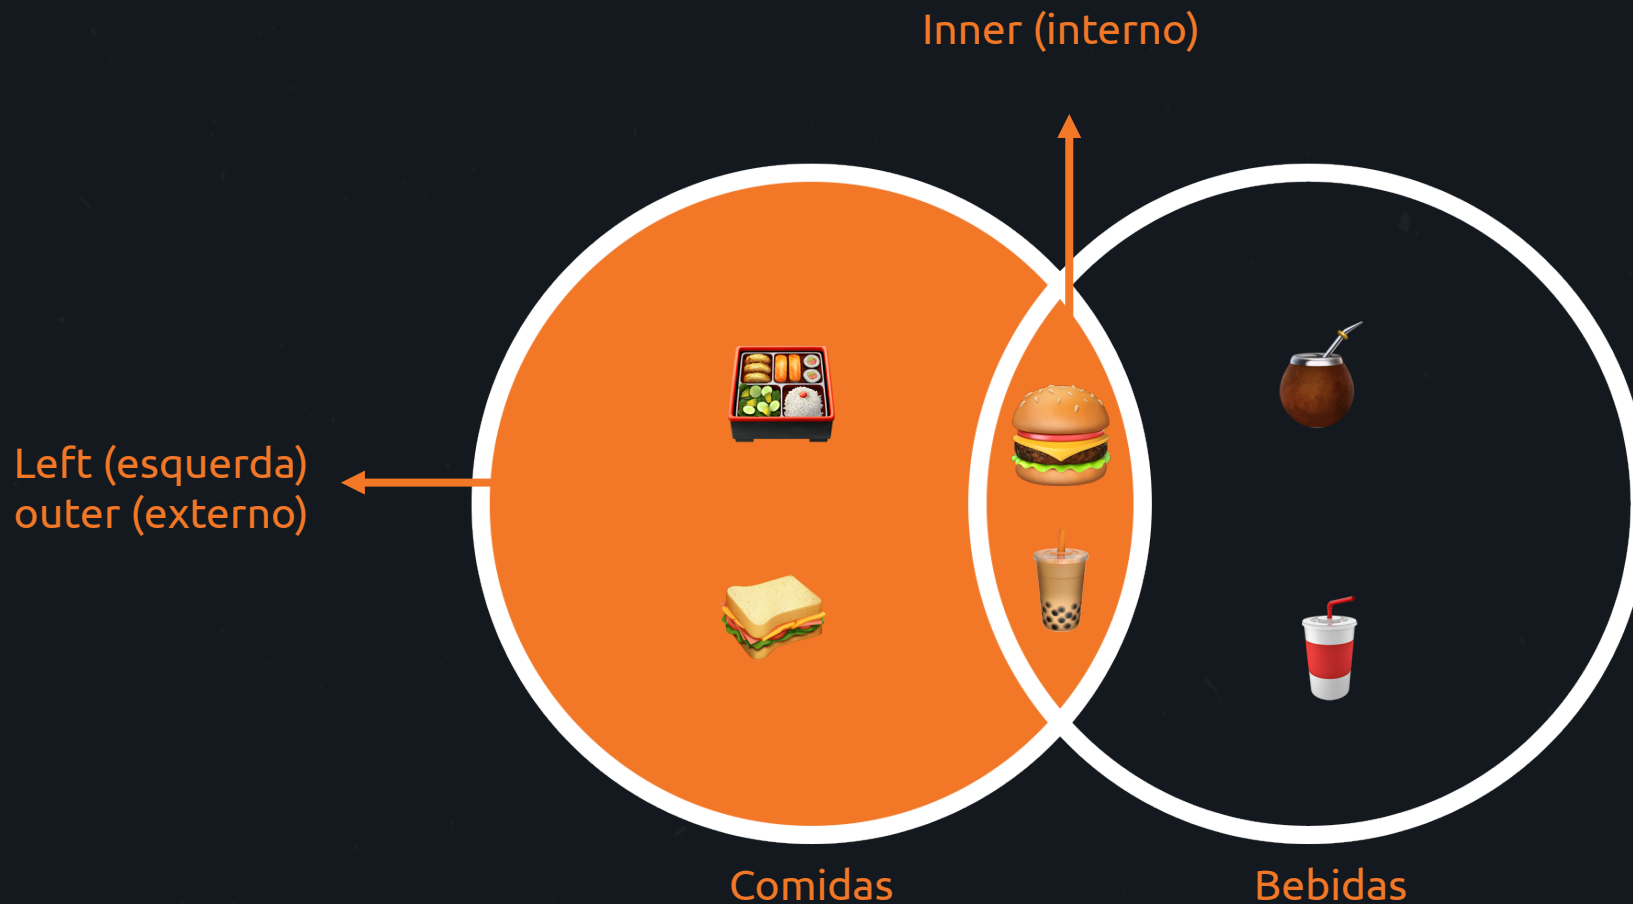 Inner (interno)
Left (esquerda)
outer (externo)
Comidas
Bebidas